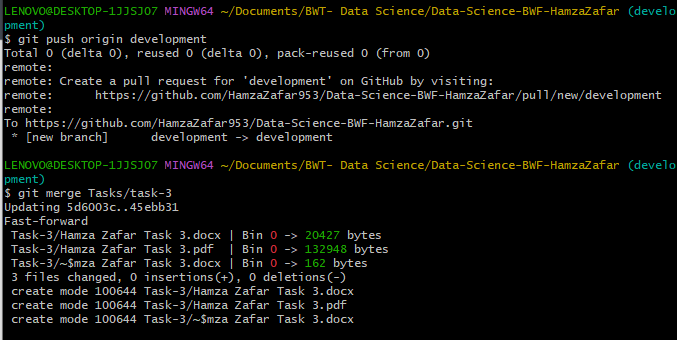 LENOVO@DESKTOP-1JJSJO7 MINGW64 ~/Documents/BWT- Data Science/Data-Science-BWF-HamzaZafar (develo
pment)
$ git push origin development
Total 0 (delta 0), reused 0 (delta 0), pack-reused 0 (from 0)
remote:
remote: Create a pull request for 'development' on GitHub by visiting:
remote:      https://github.com/HamzaZafar953/Data-Science-BWF-HamzaZafar/pull/new/development
remote:
To https://github.com/HamzaZafar953/Data-Science-BWF-HamzaZafar.git
 * [new branch]      development -> development
LENOVO@DESKTOP-1JJSJO7 MINGW64 ~/Documents/BWT- Data Science/Data-Science-BWF-HamzaZafar (develo
pment)
$ git merge Tasks/task-3
Updating 5d6003c..45ebb31
Fast-forward
 Task-3/Hamza Zafar Task 3.docx | Bin 0 -> 20427 bytes
 Task-3/Hamza Zafar Task 3.pdf  | Bin 0 -> 132948 bytes
 Task-3/~$mza Zafar Task 3.docx | Bin 0 -> 162 bytes
 3 files changed, 0 insertions(+), 0 deletions(-)
 create mode 100644 Task-3/Hamza Zafar Task 3.docx
 create mode 100644 Task-3/Hamza Zafar Task 3.pdf
 create mode 100644 Task-3/~$mza Zafar Task 3.docx